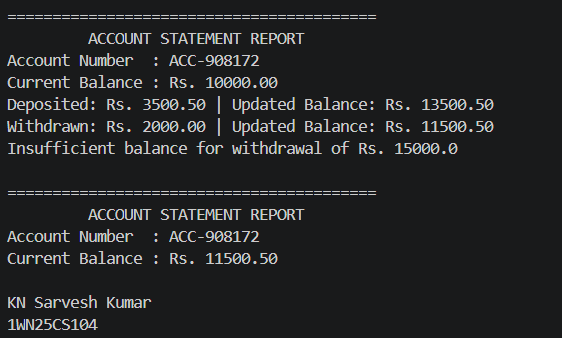 =========================================
ACCOUNT STATEMENT REPORT
Account Number  : ACC-908172
Current Balance : Rs. 10000.00
Deposited: Rs. 3500.50 | Updated Balance: Rs. 13500.50
Withdrawn: Rs. 2000.00 | Updated Balance: Rs. 11500.50
Insufficient balance for withdrawal of Rs. 15000.0
=========================================
ACCOUNT STATEMENT REPORT
Account Number  : ACC-908172
Current Balance : Rs. 11500.50
KN Sarvesh Kumar
1WN25CS104